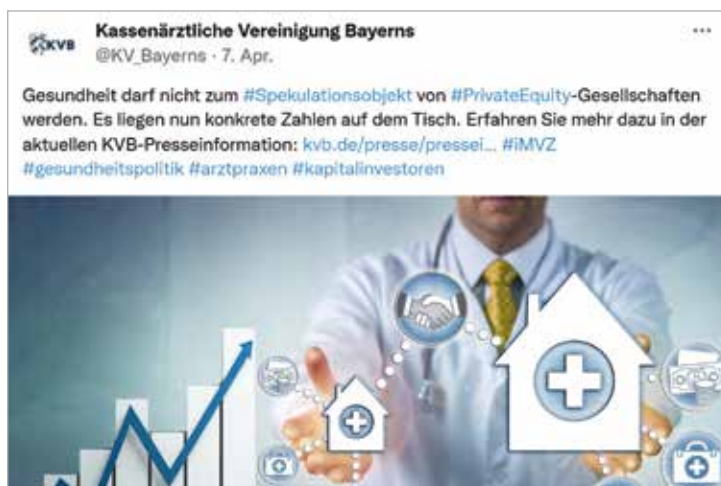 KVB
Kassenärztliche Vereinigung Bayerns
@KV_Bayerns · 7. Apr.
Gesundheit darf nicht zum #Spekulationsobjekt von #PrivateEquity-Gesellschaften
werden. Es liegen nun konkrete Zahlen auf dem Tisch. Erfahren Sie mehr dazu in der
aktuellen KVB-Presseinformation: kvb.de/presse/pressei... #iMVZ
#gesundheitspolitik #arztpraxen #kapitalinvestoren